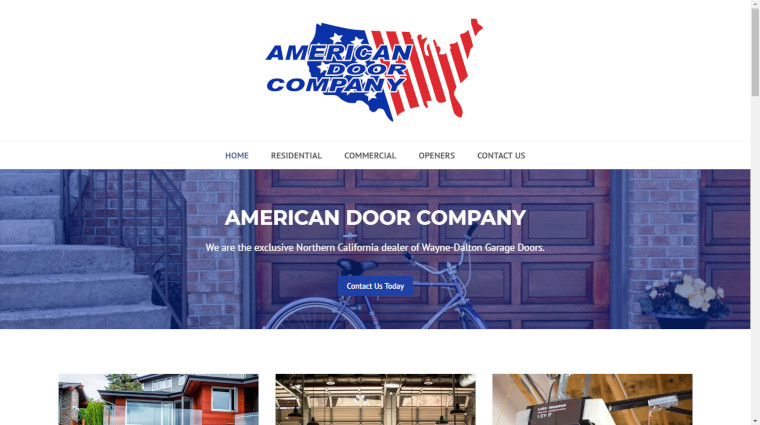 AMERICAN
DOOR
COMPANY
HOME RESIDENTIAL COMMERCIAL OPENERS CONTACT US
AMERICAN DOOR COMPANY
We are the exclusive Northern California dealer of Wayne-Dalton Garage Doors.
Contact Us Today